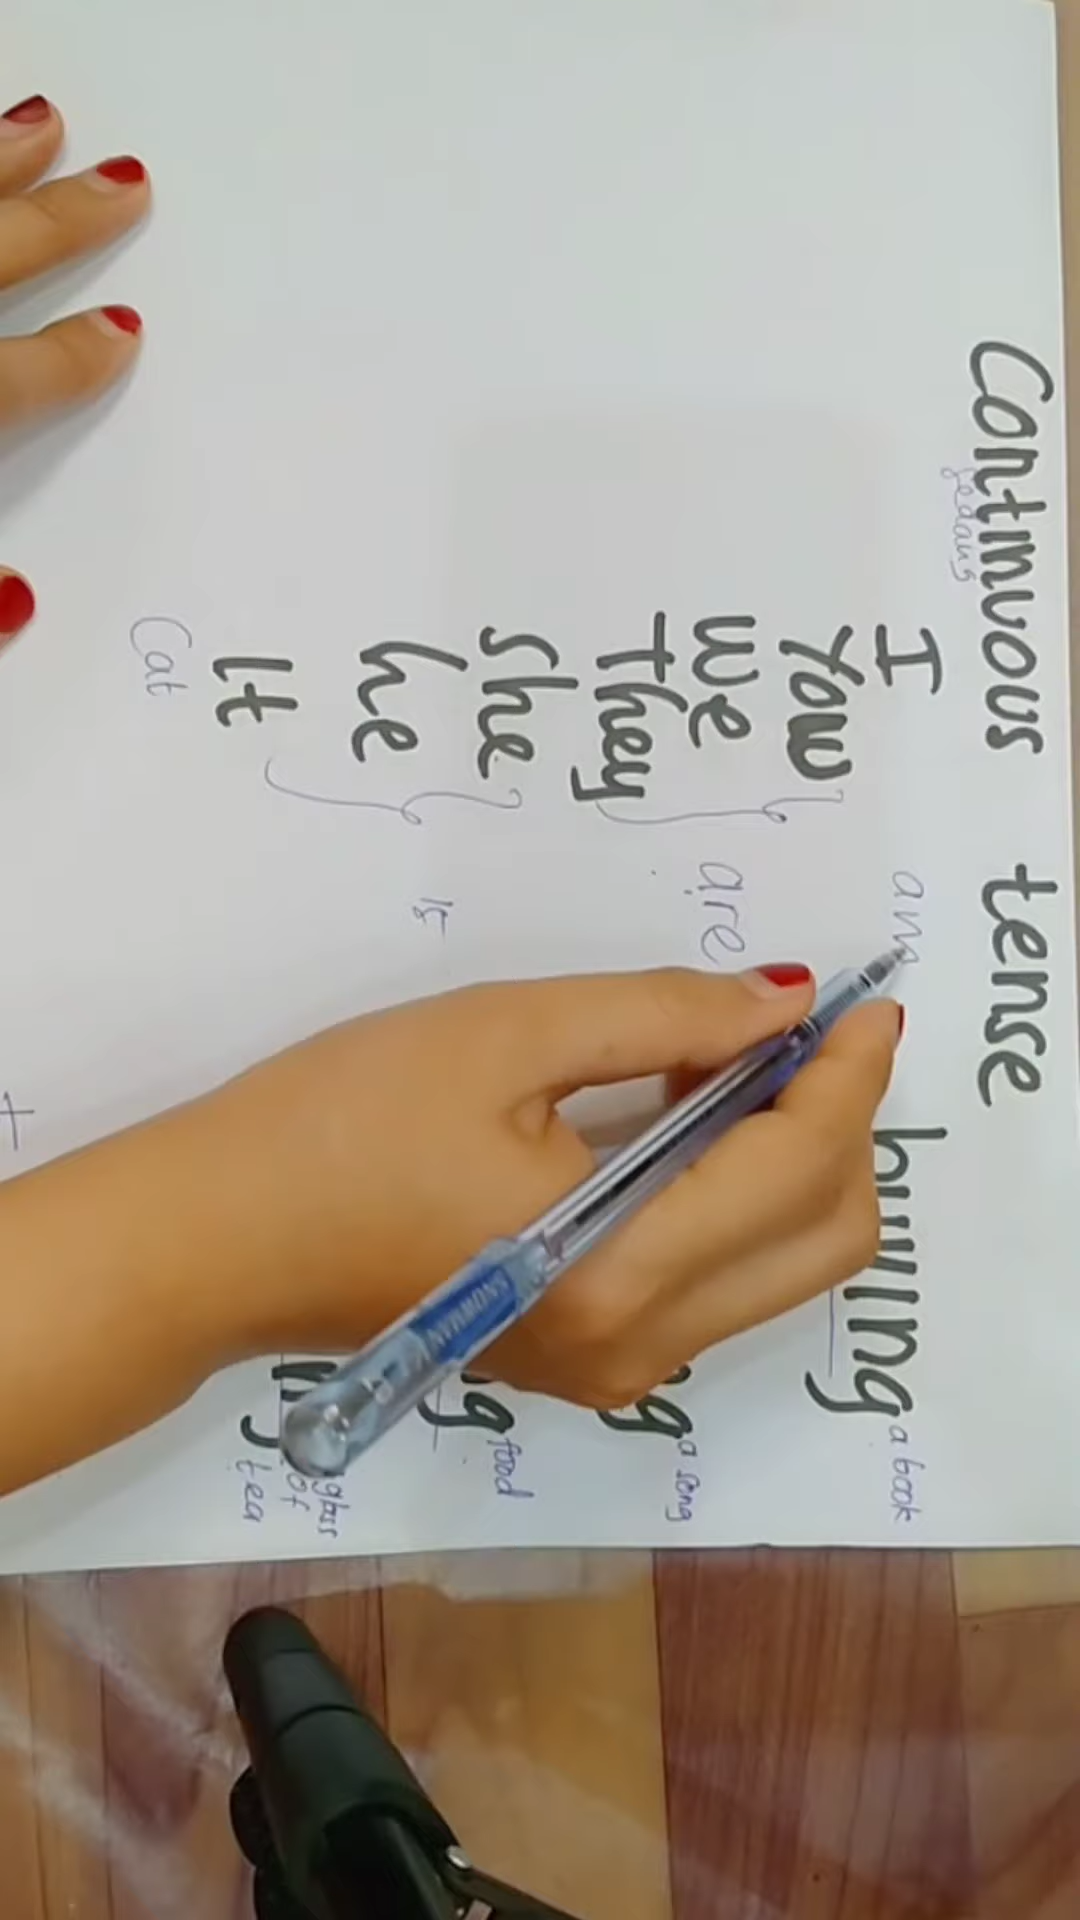 Continuous tense
sedang
I am buying a book
You
we are
They a song
She food
he is
glass
It of
tea
Cat
+
SNOWMAN